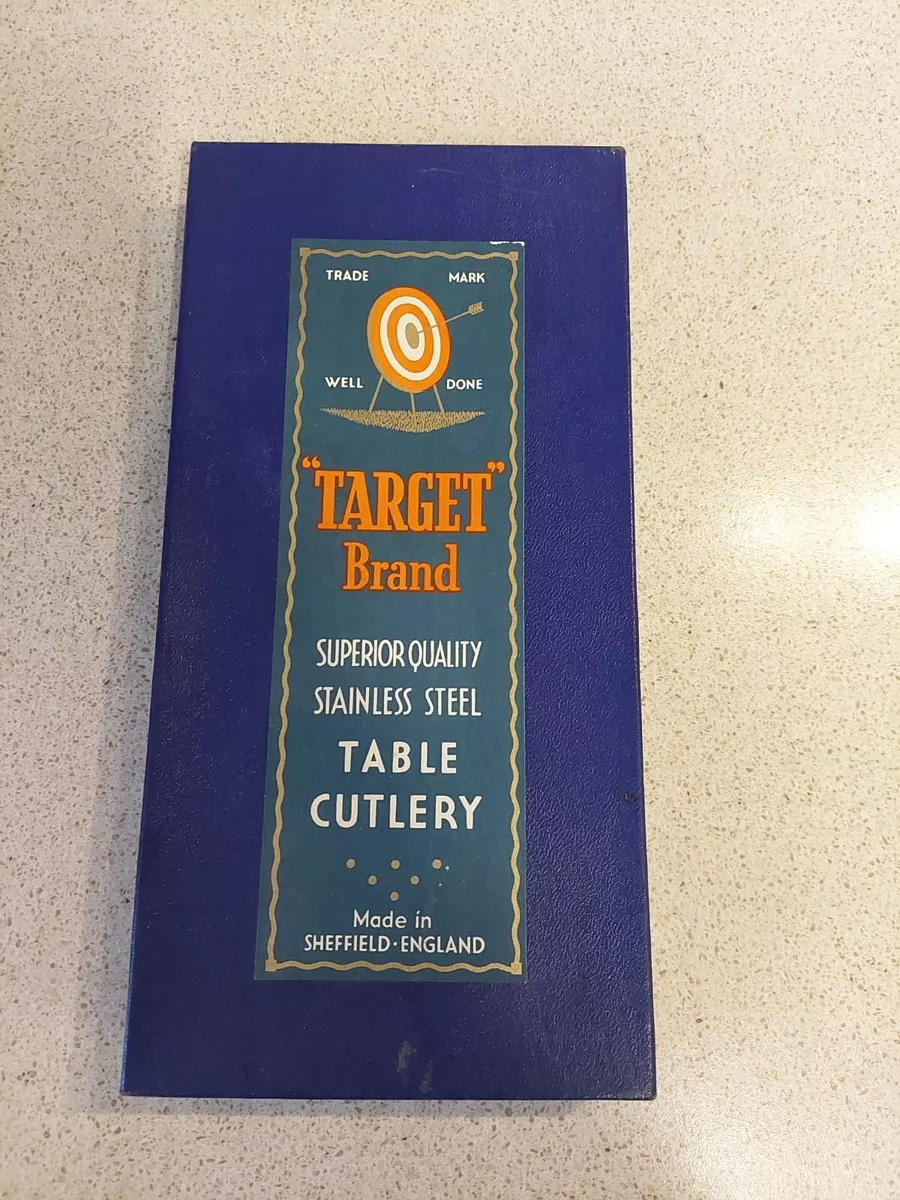 TRADE MARK
WELL DONE
"TARGET"
Brand
SUPERIOR QUALITY
STAINLESS STEEL
TABLE
CUTLERY
Made in
SHEFFIELD·ENGLAND